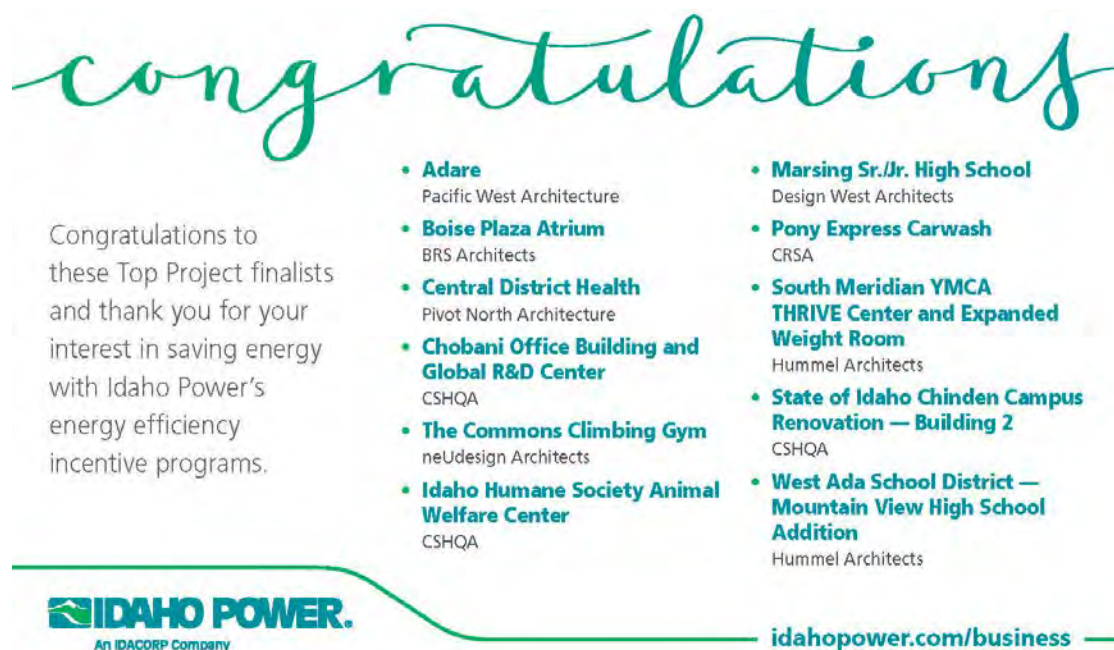 congratulations
Congratulations to
these Top Project finalists
and thank you for your
interest in saving energy
with Idaho Power's
energy efficiency
incentive programs.
• Adare
Pacific West Architecture
• Boise Plaza Atrium
BRS Architects
• Central District Health
Pivot North Architecture
• Chobani Office Building and
Global R&D Center
CSHQA
• The Commons Climbing Gym
neUdesign Architects
• Idaho Humane Society Animal
Welfare Center
CSHQA
• Marsing Sr./Jr. High School
Design West Architects
• Pony Express Carwash
CRSA
• South Meridian YMCA
THRIVE Center and Expanded
Weight Room
Hummel Architects
• State of Idaho Chinden Campus
Renovation — Building 2
CSHQA
• West Ada School District —
Mountain View High School
Addition
Hummel Architects
IDAHO POWER®
An IDACORP Company
idahopower.com/business